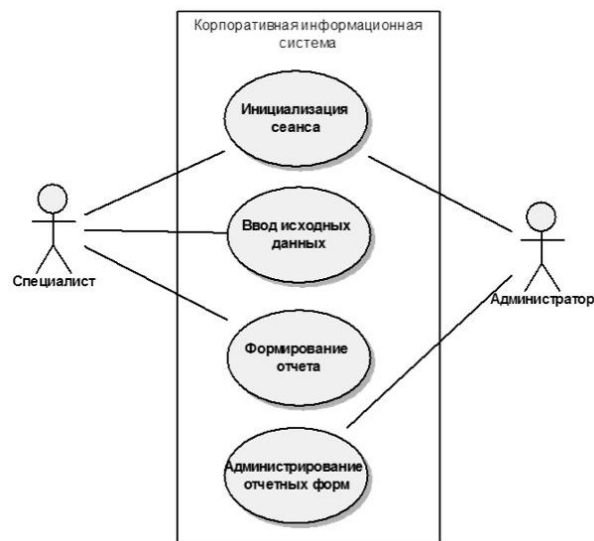 Корпоративная информационная
система
Инициализация
сеанса
Ввод исходных
данных
Специалист
Администратор
Формирование
отчета
Администрирование
отчетных форм